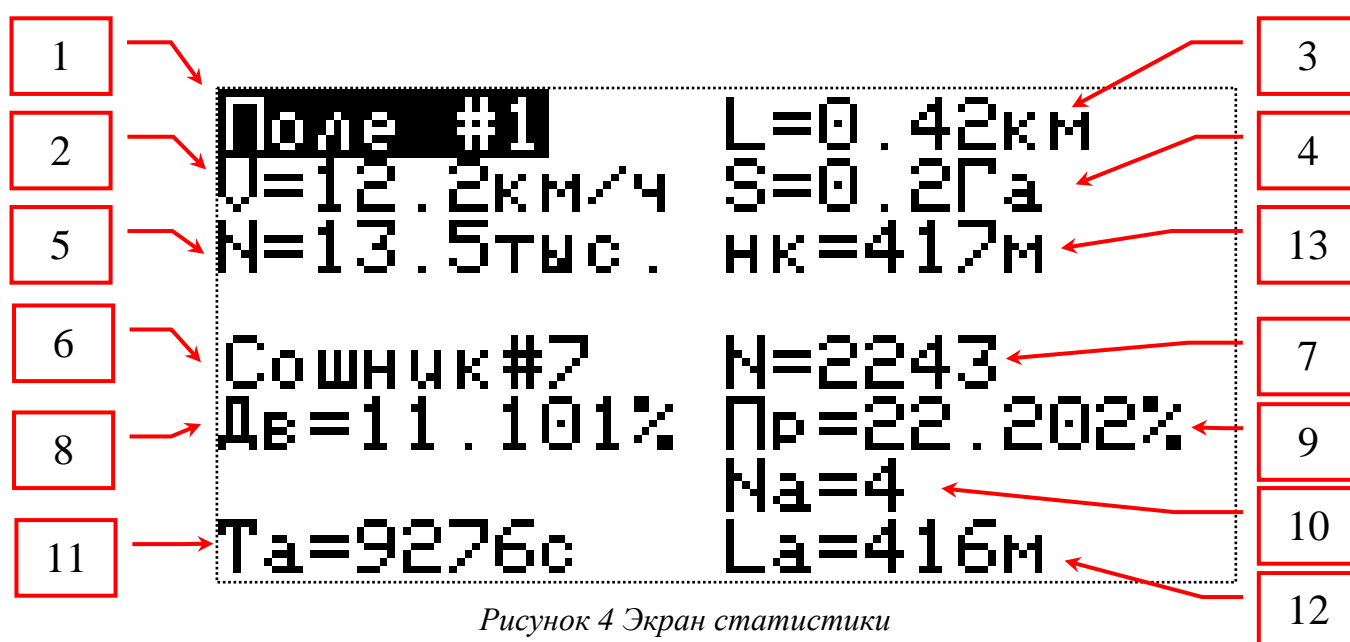 1
3
Поле #1 L=0.42км
2
4
V=12.2км/ч S=0.2Га
5
13
N=13.5тыс. нк=417м
6
7
Сошник#7 N=2243
8
9
Дв=11.101% Пр=22.202%
Na=4
10
11
Та=9276с La=416м
12
Рисунок 4 Экран статистики